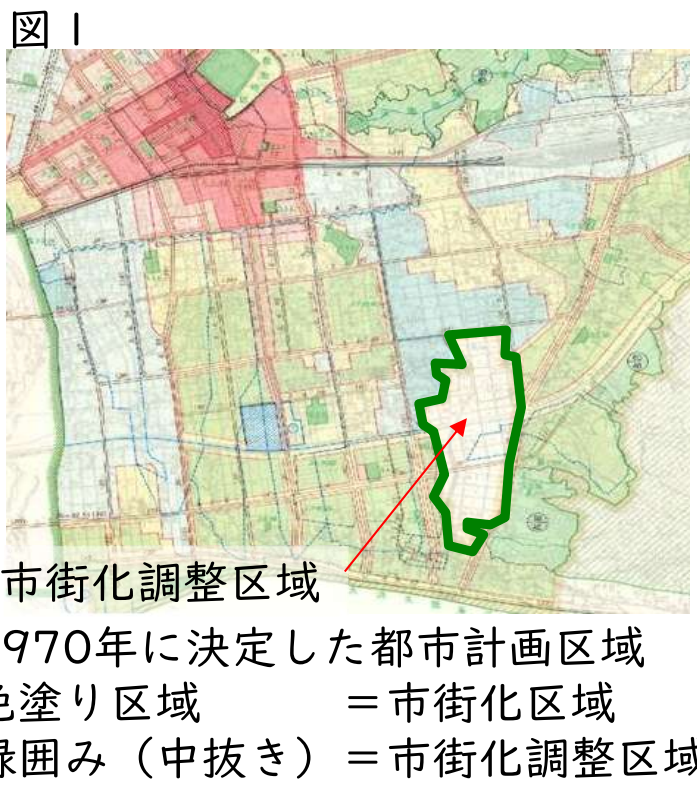 図1
市街化調整区域
970年に決定した都市計画区域
色塗り区域　＝市街化区域
緑囲み（中抜き）＝市街化調整区域